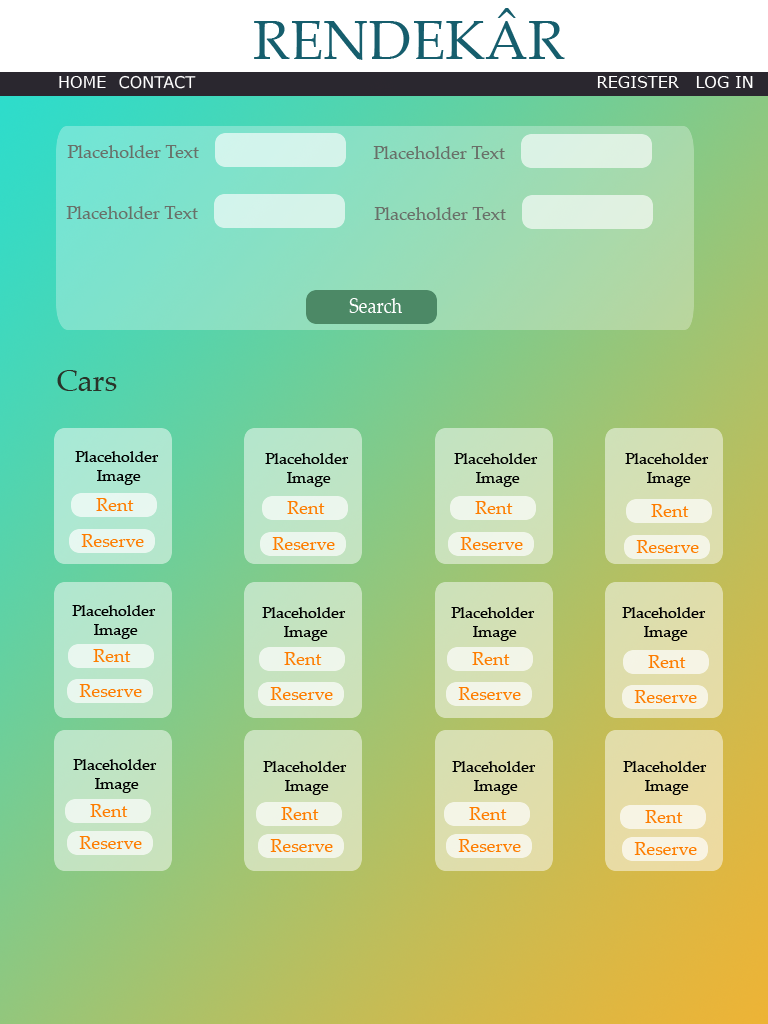 RENDEKÂR
HOME CONTACT REGISTER LOG IN
Placeholder Text Placeholder Text
Placeholder Text Placeholder Text
Search
Cars
Placeholder Placeholder Placeholder Placeholder
Image Image Image Image
Rent Rent Rent Rent
Reserve Reserve Reserve Reserve
Placeholder Placeholder Placeholder Placeholder
Image Image Image Image
Rent Rent Rent Rent
Reserve Reserve Reserve Reserve
Placeholder Placeholder Placeholder Placeholder
Image Image Image Image
Rent Rent Rent Rent
Reserve Reserve Reserve Reserve